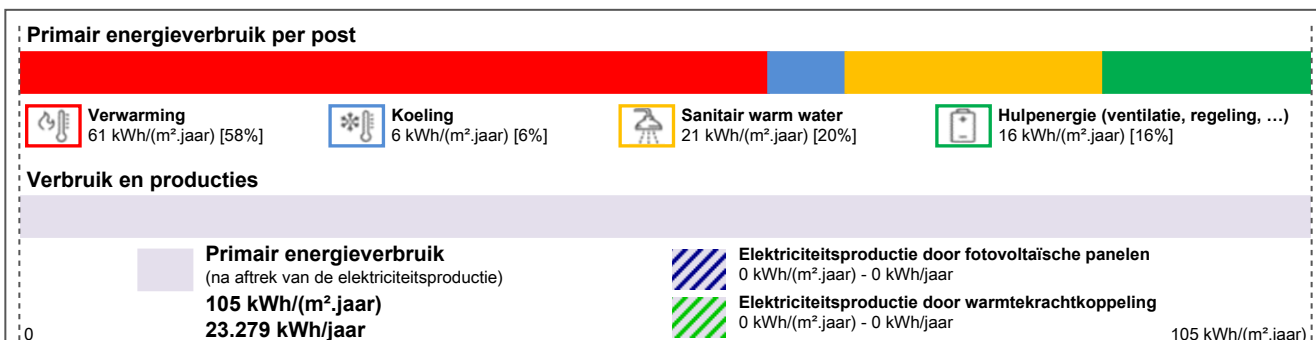 Primair energieverbruik per post
Verwarming
61 kWh/(m².jaar) [58%]
Koeling
6 kWh/(m².jaar) [6%]
Sanitair warm water
21 kWh/(m².jaar) [20%]
Hulpenergie (ventilatie, regeling, …)
16 kWh/(m².jaar) [16%]
Verbruik en producties
Primair energieverbruik
(na aftrek van de elektriciteitsproductie)
105 kWh/(m².jaar)
23.279 kWh/jaar
Elektriciteitsproductie door fotovoltaïsche panelen
0 kWh/(m².jaar) - 0 kWh/jaar
Elektriciteitsproductie door warmtekrachtkoppeling
0 kWh/(m².jaar) - 0 kWh/jaar
0
105 kWh/(m².jaar)